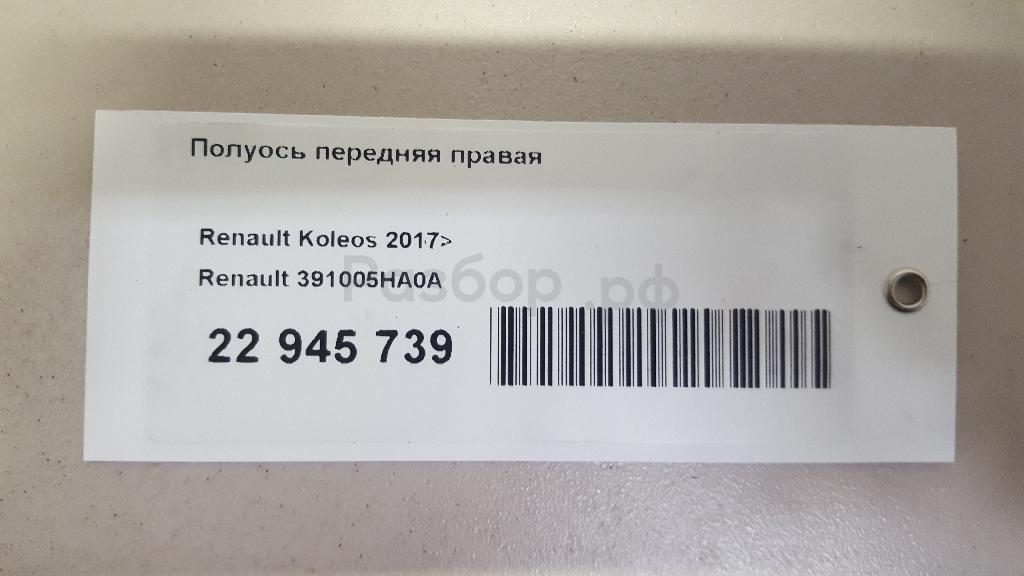 Полуось передняя правая
Renault Koleos 2017>
Renault 391005HA0A
Разбор.рф
22 945 739